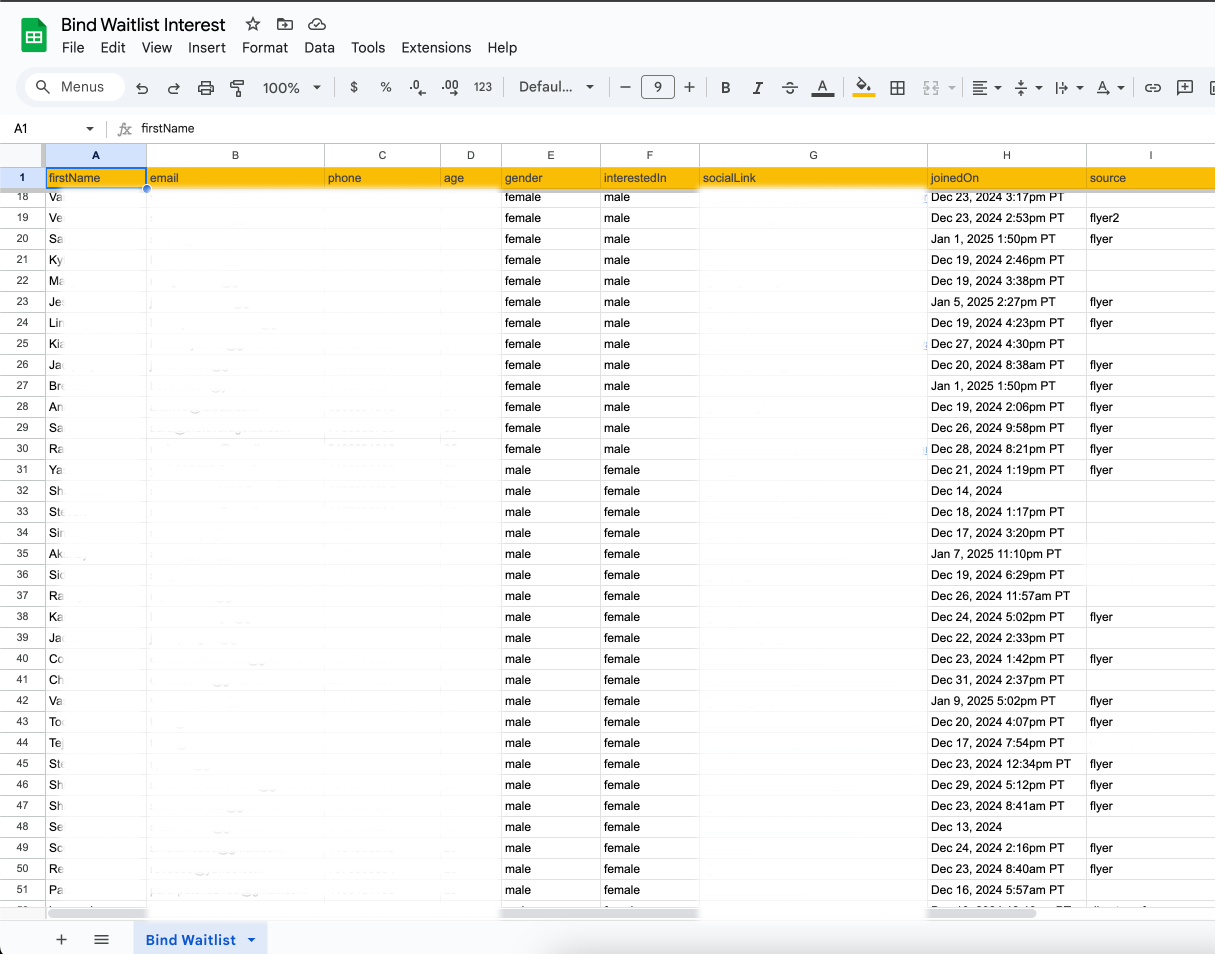 Bind Waitlist Interest
File Edit View Insert Format Data Tools Extensions Help
Menus 100% $ % .0 .00 123 Defaul... 9 B I A
A1 fx firstName
A B C D E F G H I
1 firstName email phone age gender interestedIn socialLink joinedOn source
18 Va female male Dec 23, 2024 3:17pm PT
19 Ve female male Dec 23, 2024 2:53pm PT flyer2
20 Sa female male Jan 1, 2025 1:50pm PT flyer
21 Ky female male Dec 19, 2024 2:46pm PT
22 Ma female male Dec 19, 2024 3:38pm PT
23 Je female male Jan 5, 2025 2:27pm PT flyer
24 Lin female male Dec 19, 2024 4:23pm PT flyer
25 Kia female male Dec 27, 2024 4:30pm PT
26 Ja female male Dec 20, 2024 8:38am PT flyer
27 Bre female male Jan 1, 2025 1:50pm PT flyer
28 An female male Dec 19, 2024 2:06pm PT flyer
29 Sa female male Dec 26, 2024 9:58pm PT flyer
30 Ra female male Dec 28, 2024 8:21pm PT flyer
31 Ya male female Dec 21, 2024 1:19pm PT flyer
32 Sh male female Dec 14, 2024
33 Ste male female Dec 18, 2024 1:17pm PT
34 Sin male female Dec 17, 2024 3:20pm PT
35 Ak male female Jan 7, 2025 11:10pm PT
36 Sid male female Dec 19, 2024 6:29pm PT
37 Ra male female Dec 26, 2024 11:57am PT
38 Ka male female Dec 24, 2024 5:02pm PT flyer
39 Ja male female Dec 22, 2024 2:33pm PT
40 Co male female Dec 23, 2024 1:42pm PT flyer
41 Ch male female Dec 31, 2024 2:37pm PT
42 Va male female Jan 9, 2025 5:02pm PT flyer
43 To male female Dec 20, 2024 4:07pm PT flyer
44 Tej male female Dec 17, 2024 7:54pm PT
45 Ste male female Dec 23, 2024 12:34pm PT flyer
46 Sh male female Dec 29, 2024 5:12pm PT flyer
47 Sh male female Dec 23, 2024 8:41am PT flyer
48 Se male female Dec 13, 2024
49 Sc male female Dec 24, 2024 2:16pm PT flyer
50 Re male female Dec 23, 2024 8:40am PT flyer
51 Pa male female Dec 16, 2024 5:57am PT
Bind Waitlist